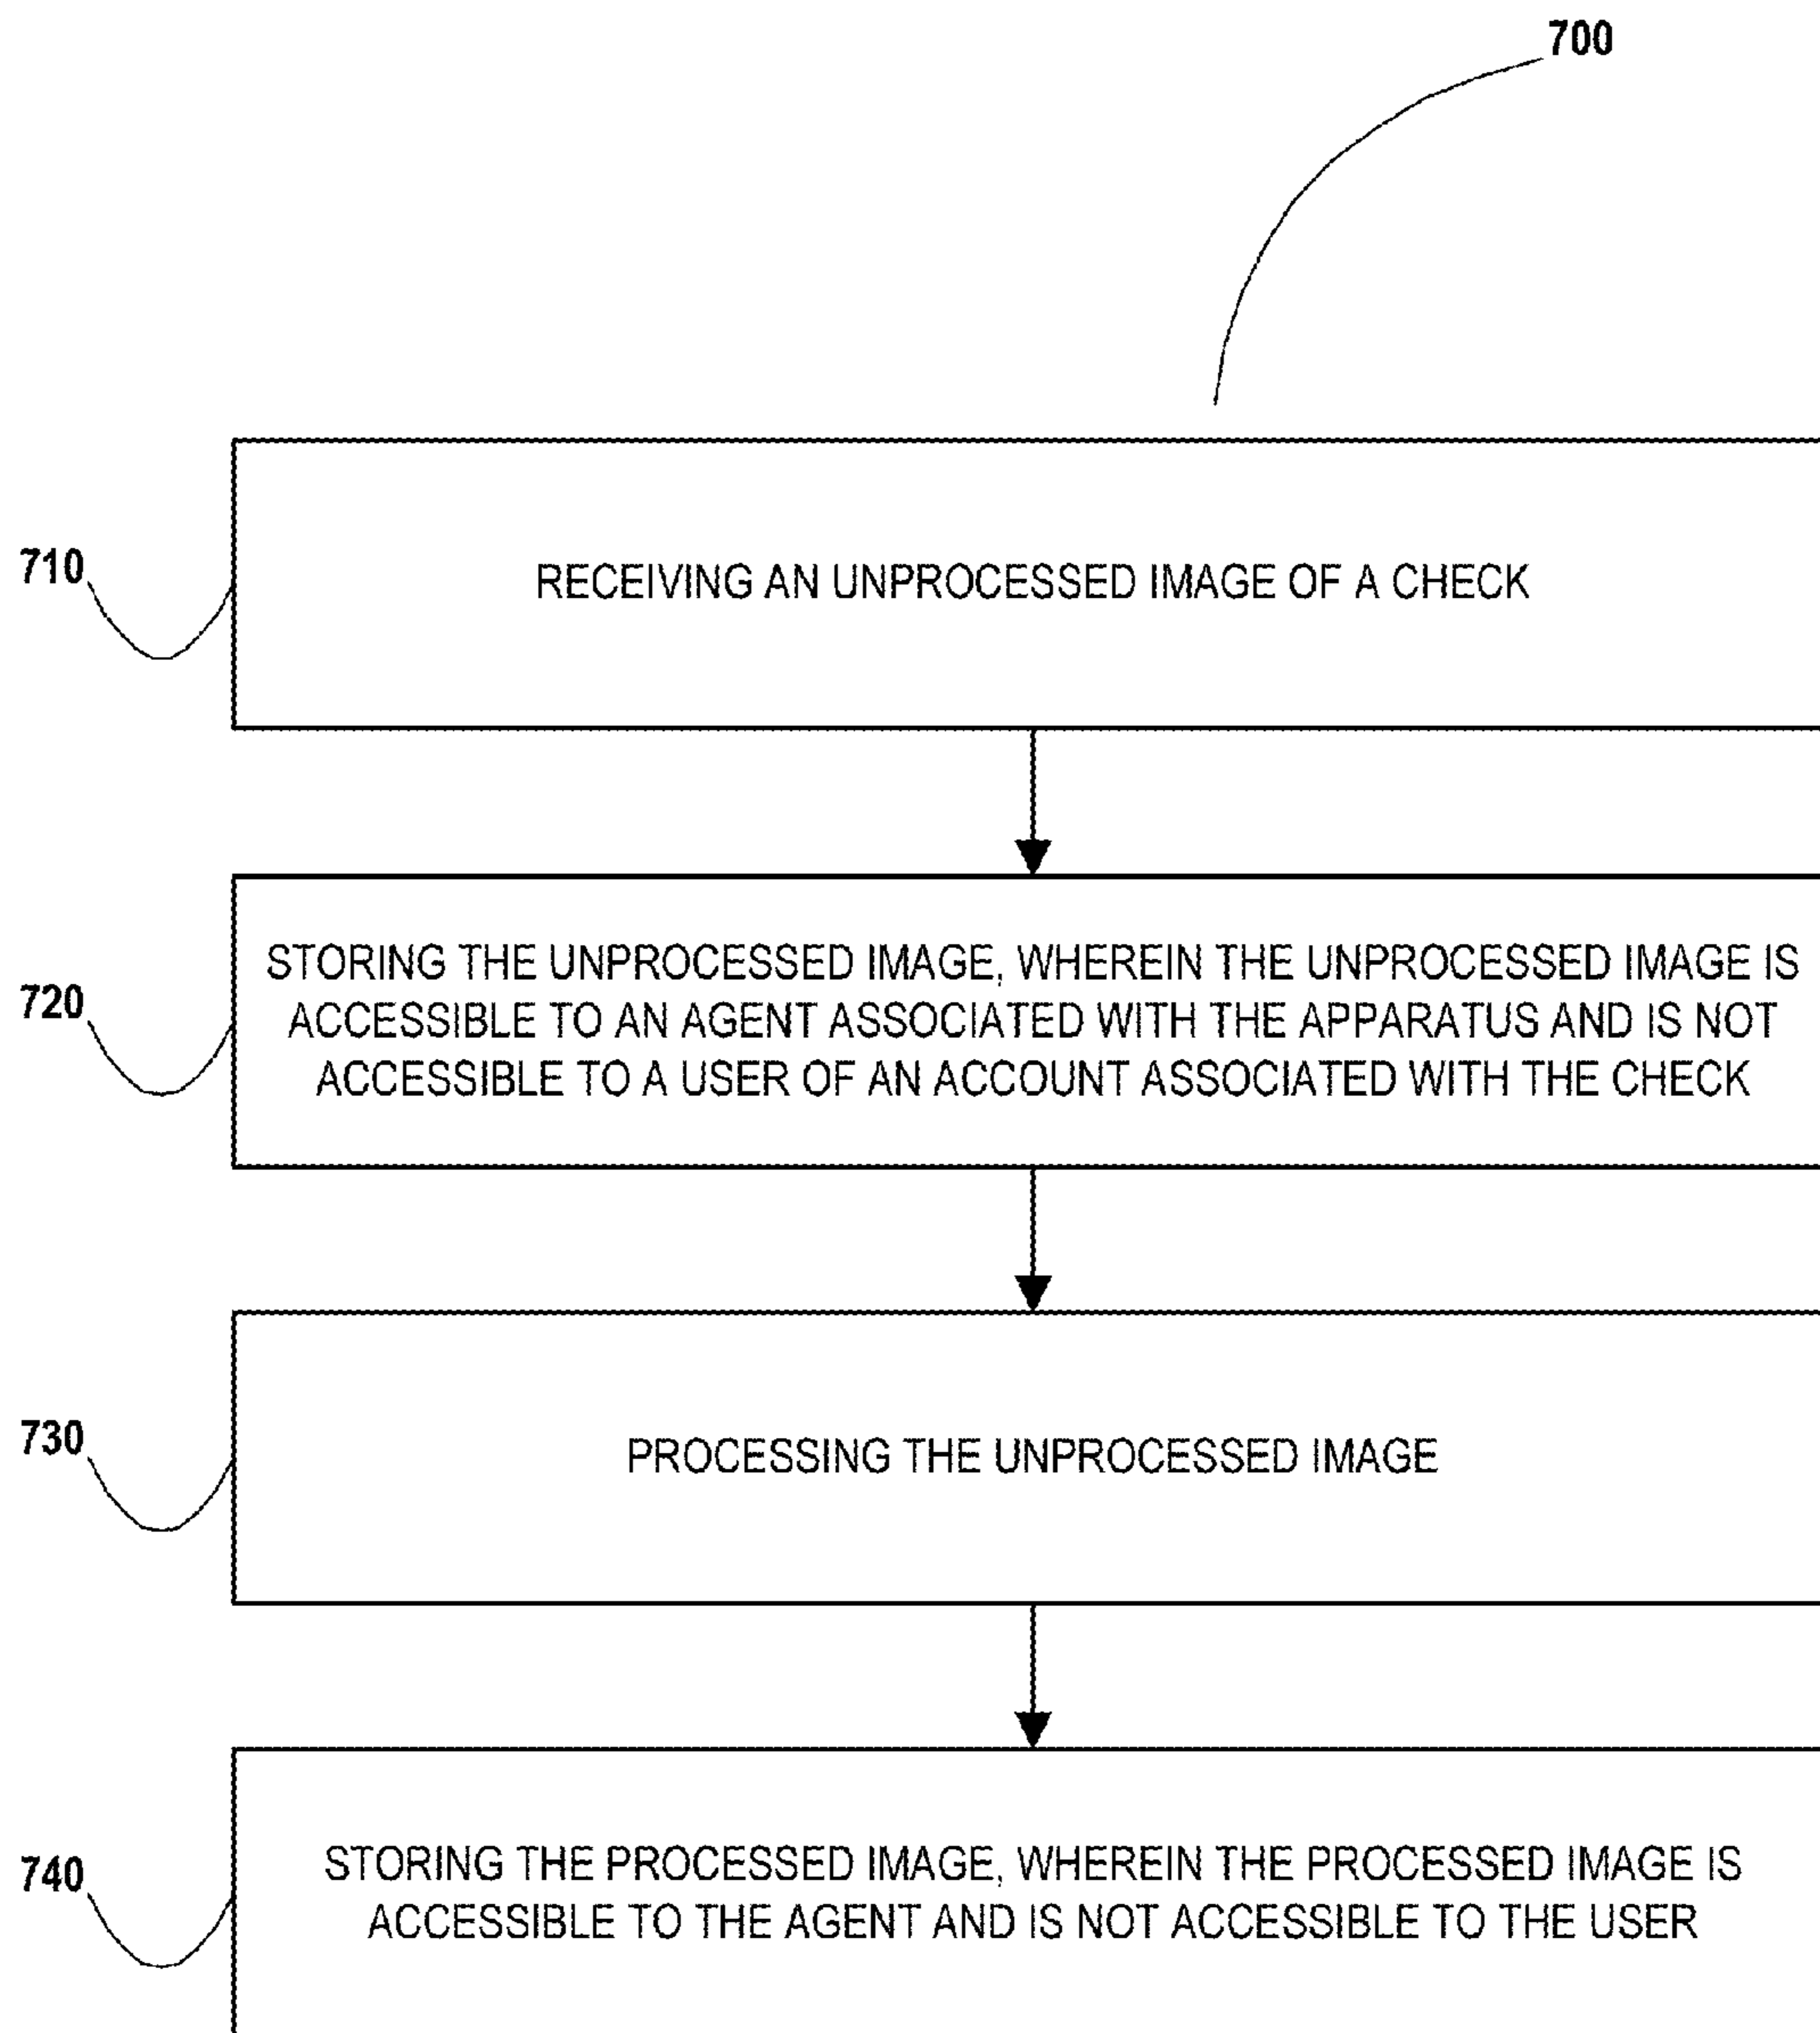 700
710
RECEIVING AN UNPROCESSED IMAGE OF A CHECK
720
STORING THE UNPROCESSED IMAGE, WHEREIN THE UNPROCESSED IMAGE IS
ACCESSIBLE TO AN AGENT ASSOCIATED WITH THE APPARATUS AND IS NOT
ACCESSIBLE TO A USER OF AN ACCOUNT ASSOCIATED WITH THE CHECK
730
PROCESSING THE UNPROCESSED IMAGE
740
STORING THE PROCESSED IMAGE, WHEREIN THE PROCESSED IMAGE IS
ACCESSIBLE TO THE AGENT AND IS NOT ACCESSIBLE TO THE USER